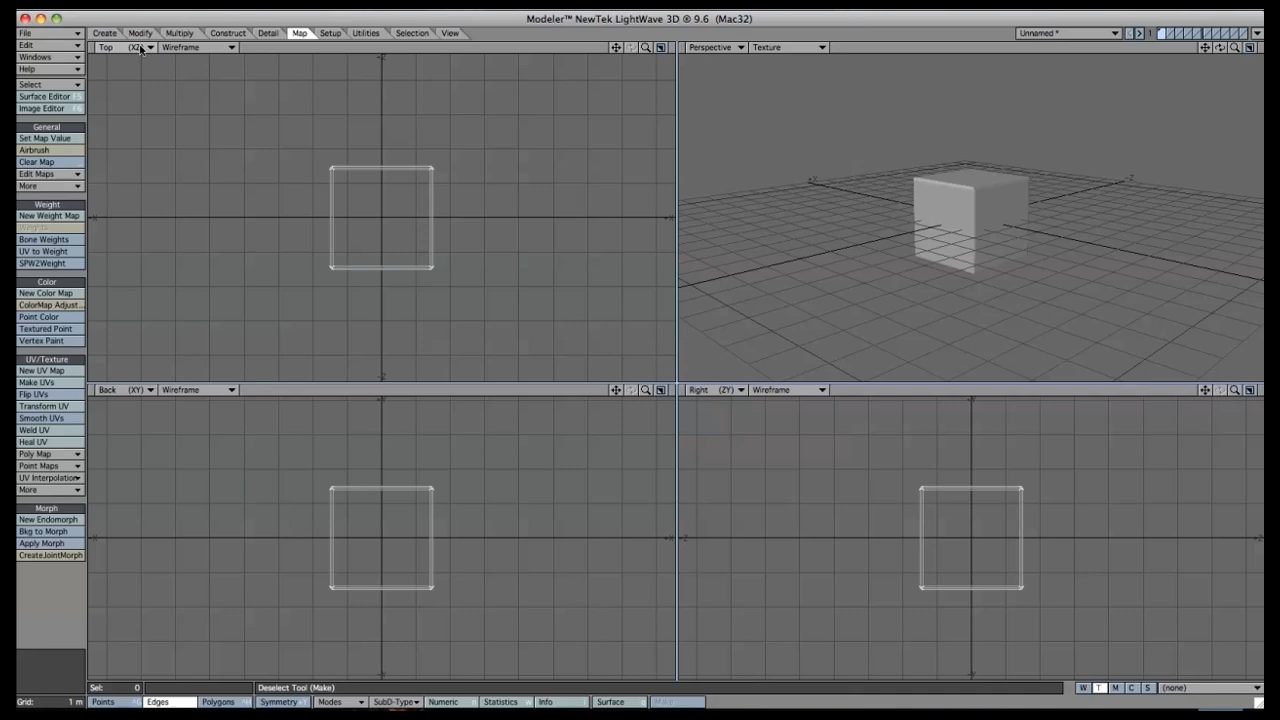 Modeler™ NewTek LightWave 3D ® 9.6 (Mac32)
File
Create Modify Multiply Construct Detail Map Setup Utilities Selection View
Unnamed * 1
Edit
Top (XZ) Wireframe
Perspective Texture
Windows
Help
Select
Surface Editor F5
Image Editor F6
General
Set Map Value
Airbrush
Clear Map _
Edit Maps
More
Weight
New Weight Map
Weights
Bone Weights
UV to Weight
SPW2Weight
Color
New Color Map
ColorMap Adjust...
Point Color
Textured Point
Vertex Paint
UV/Texture
New UV Map
Make UVs
Flip UVs
Back (XY) Wireframe
Right (ZY) Wireframe
Transform UV
Smooth UVs
Weld UV
Heal UV
Poly Map
Point Maps
UV Interpolation
More
Morph
New Endomorph
Bkg to Morph
Apply Morph
CreateJointMorph
Sel: 0
Deselect Tool (Make)
W T M C S (none)
Grid: 1 m
Points Edges Polygons Symmetry Modes SubD-Type Numeric Statistics Info Surface